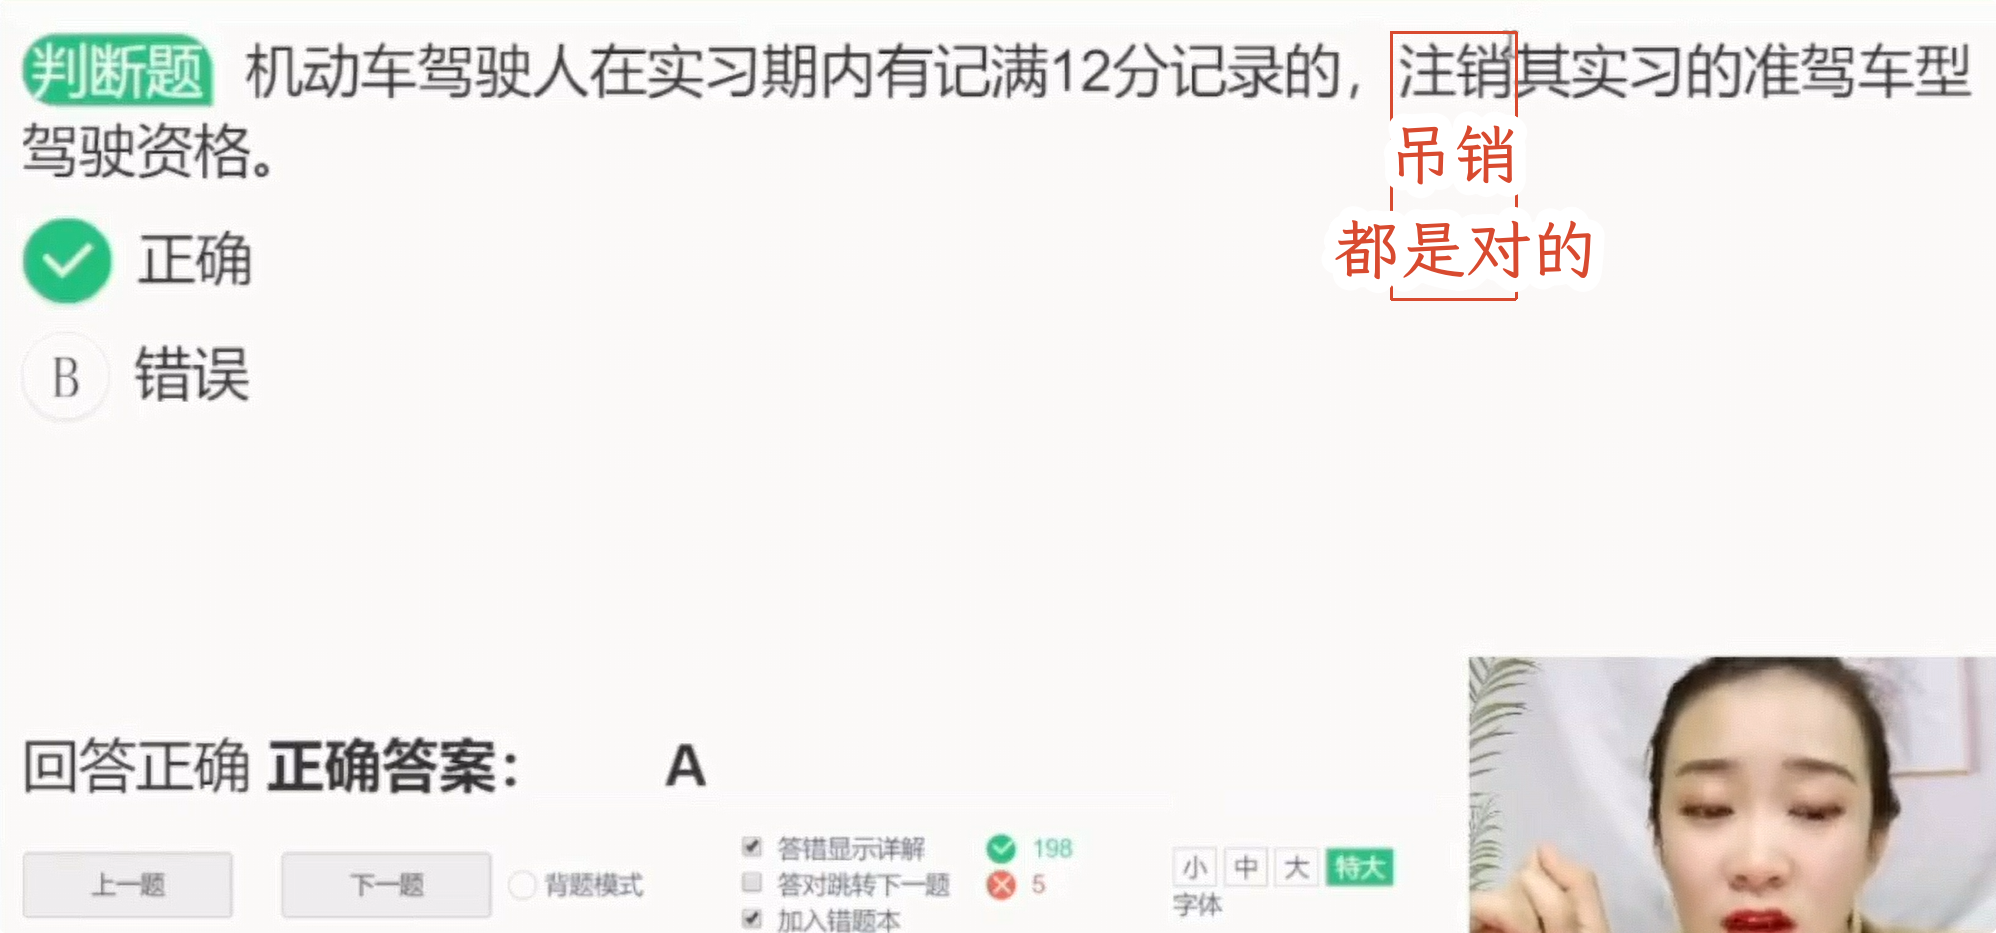 判断题 机动车驾驶人在实习期内有记满12分记录的，注销其实习的准驾车型
驾驶资格。
吊销
都是对的
正确
B 错误
回答正确 正确答案： A
上一题 下一题 背题模式
答错显示详解 198
答对跳转下一题 5
加入错题本
小 中 大 特大
字体